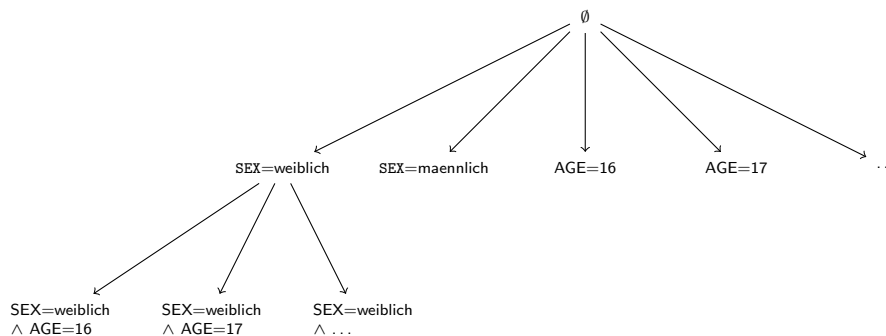 ∅
SEX=weiblich
SEX=maennlich
AGE=16
AGE=17
...
SEX=weiblich
∧ AGE=16
SEX=weiblich
∧ AGE=17
SEX=weiblich
∧ ...